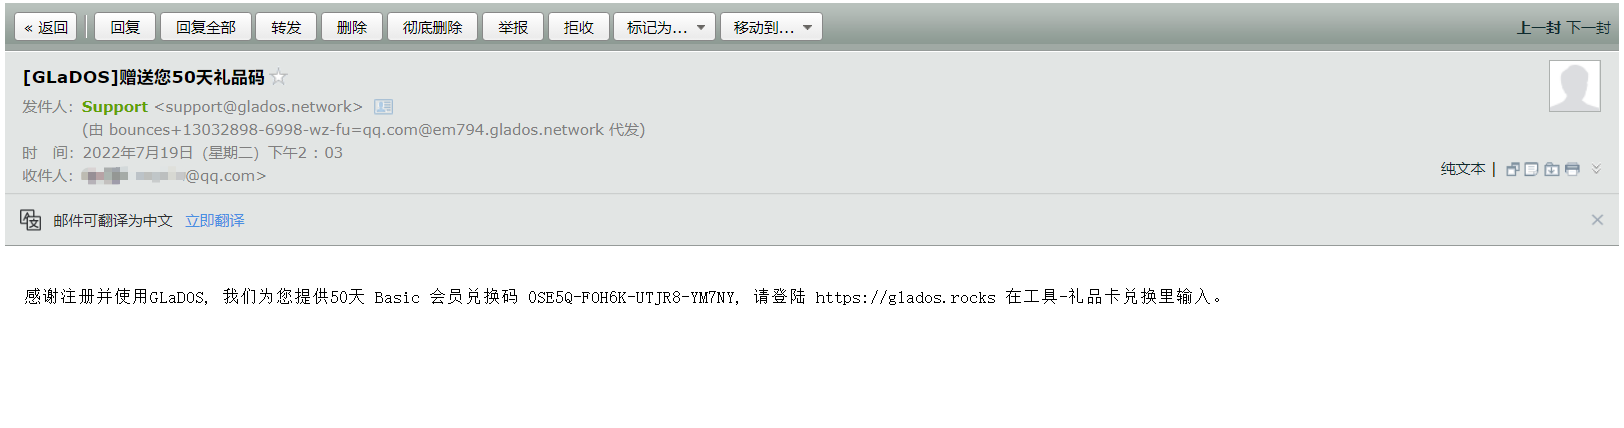 « 返回 回复 回复全部 转发 删除 彻底删除 举报 拒收 标记为... 移动到... 上一封 下一封
[GLaDOS]赠送您50天礼品码
发件人：Support <support@glados.network>
(由 bounces+13032898-6998-wz-fu=qq.com@em794.glados.network 代发)
时 间：2022年7月19日（星期二）下午2：03
收件人：@qq.com>
纯文本 |
邮件可翻译为中文 立即翻译
感谢注册并使用GLaDOS, 我们为您提供50天 Basic 会员兑换码 0SE5Q-FOH6K-UTJR8-YM7NY, 请登陆 https://glados.rocks 在工具-礼品卡兑换里输入。